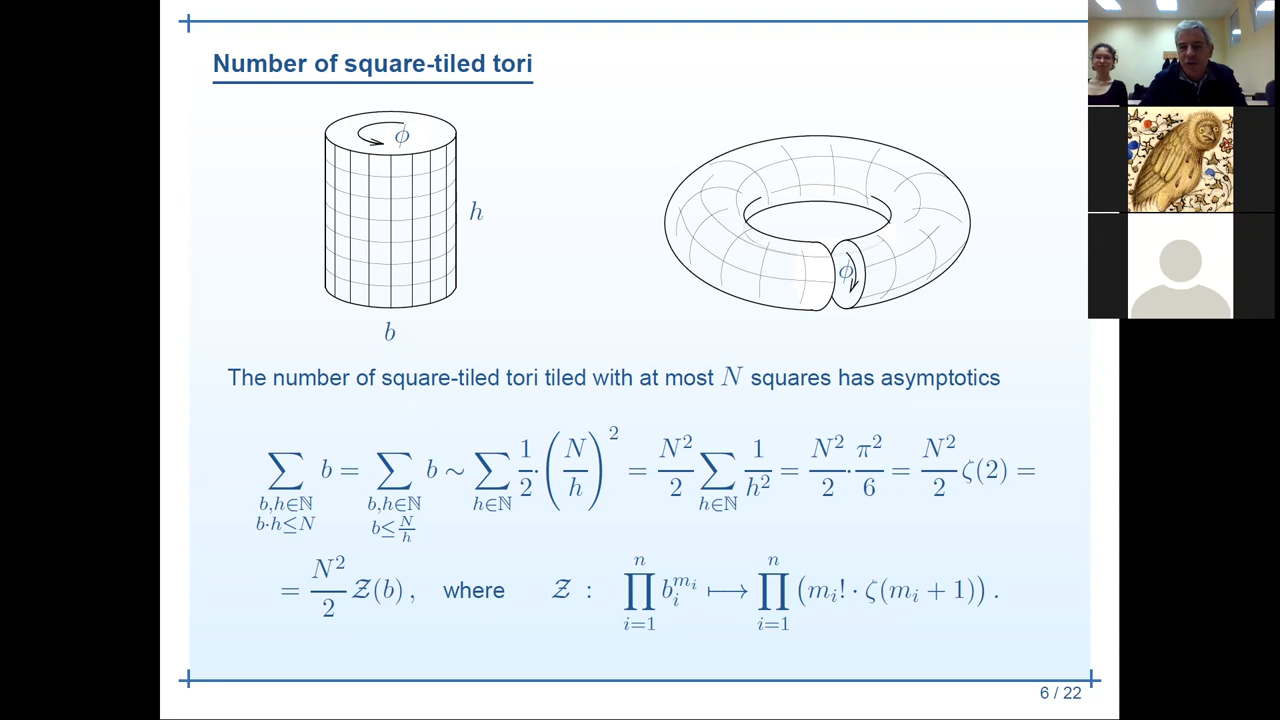 Number of square-tiled tori
ϕ
h
b
ϕ
The number of square-tiled tori tiled with at most N squares has asymptotics
∑_{b,h∈ℕ, b·h≤N} b = ∑_{b,h∈ℕ, b≤N/h} b ∼ ∑_{h∈ℕ} 1/2 · (N/h)^2 = N^2/2 ∑_{h∈ℕ} 1/h^2 = N^2/2 · π^2/6 = N^2/2 ζ(2) =
= N^2/2 𝒵(b), where 𝒵 : ∏_{i=1}^{n} b_i^{m_i} ⟼ ∏_{i=1}^{n} (m_i! · ζ(m_i + 1)).
6 / 22